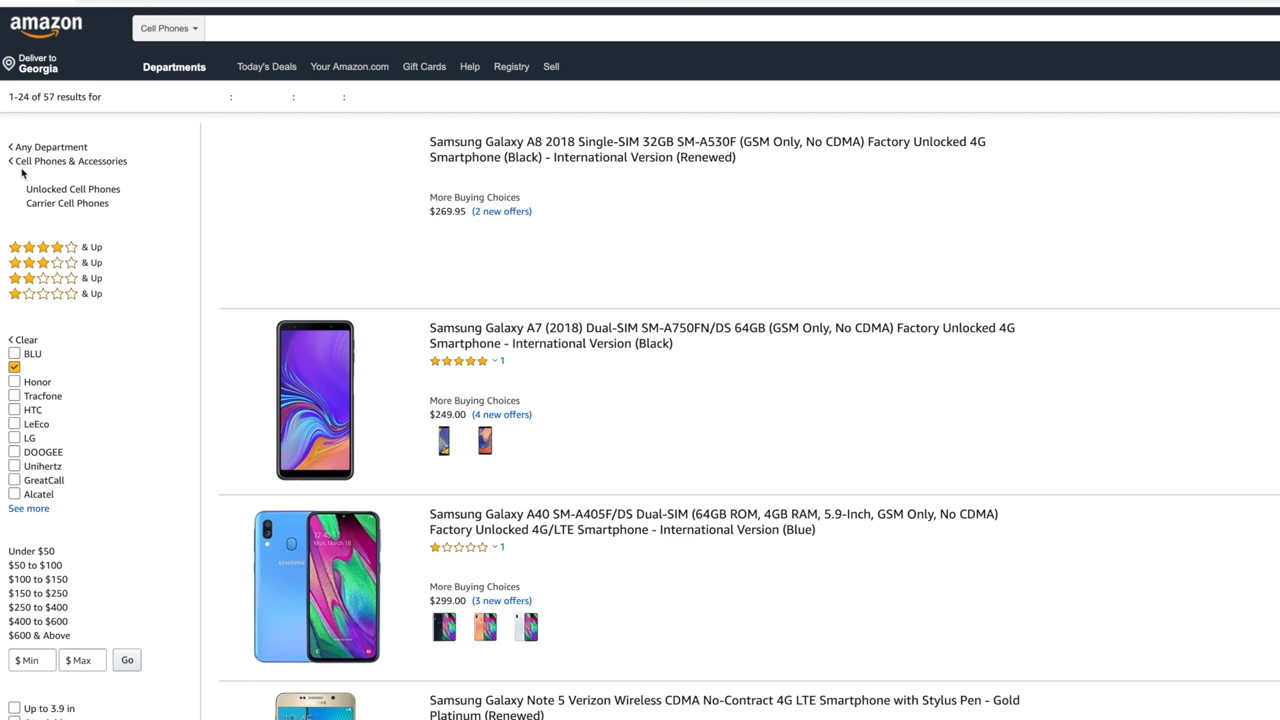 amazon
Cell Phones
Deliver to
Georgia
Departments
Today's Deals
Your Amazon.com
Gift Cards
Help
Registry
Sell
1-24 of 57 results for : : :
Any Department
Cell Phones & Accessories
Unlocked Cell Phones
Carrier Cell Phones
& Up
& Up
& Up
& Up
Clear
BLU
Honor
Tracfone
HTC
LeEco
LG
DOOGEE
Unihertz
GreatCall
Alcatel
See more
Under $50
$50 to $100
$100 to $150
$150 to $250
$250 to $400
$400 to $600
$600 & Above
$ Min
$ Max
Go
Up to 3.9 in
Samsung Galaxy A8 2018 Single-SIM 32GB SM-A530F (GSM Only, No CDMA) Factory Unlocked 4G
Smartphone (Black) - International Version (Renewed)
More Buying Choices
$269.95 (2 new offers)
Samsung Galaxy A7 (2018) Dual-SIM SM-A750FN/DS 64GB (GSM Only, No CDMA) Factory Unlocked 4G
Smartphone - International Version (Black)
1
More Buying Choices
$249.00 (4 new offers)
Samsung Galaxy A40 SM-A405F/DS Dual-SIM (64GB ROM, 4GB RAM, 5.9-Inch, GSM Only, No CDMA)
Factory Unlocked 4G/LTE Smartphone - International Version (Blue)
1
More Buying Choices
$299.00 (3 new offers)
SAMSUNG
Mon, March 18
Samsung Galaxy Note 5 Verizon Wireless CDMA No-Contract 4G LTE Smartphone with Stylus Pen - Gold
Platinum (Renewed)